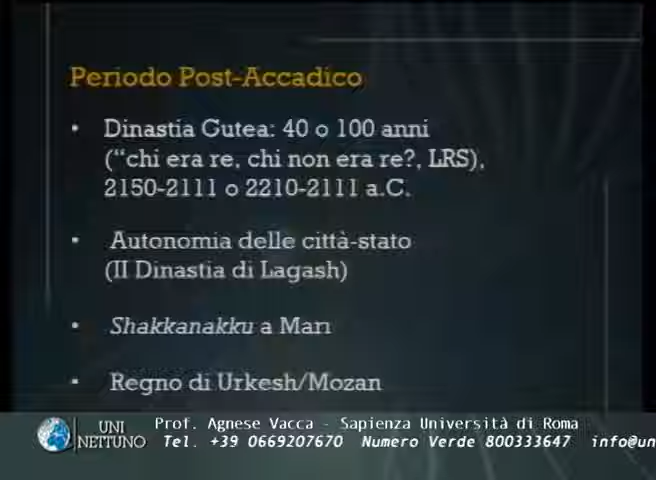 Periodo Post-Accadico
• Dinastia Gutea: 40 o 100 anni
(“chi era re, chi non era re?, LRS),
2150-2111 o 2210-2111 a.C.
• Autonomia delle città-stato
(II Dinastia di Lagash)
• Shakkanakku a Mari
• Regno di Urkesh/Mozan
UNI
NETTUNO
Prof. Agnese Vacca - Sapienza Università di Roma
Tel. +39 0669207670 Numero Verde 800333647 info@un